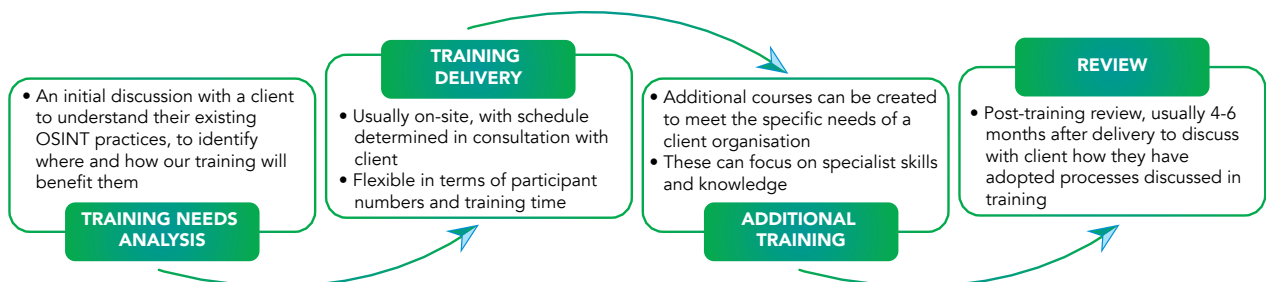 • An initial discussion with a client
to understand their existing
OSINT practices, to identify
where and how our training will
benefit them
TRAINING NEEDS
ANALYSIS
TRAINING
DELIVERY
• Usually on-site, with schedule
determined in consultation with
client
• Flexible in terms of participant
numbers and training time
• Additional courses can be created
to meet the specific needs of a
client organisation
• These can focus on specialist skills
and knowledge
ADDITIONAL
TRAINING
REVIEW
• Post-training review, usually 4-6
months after delivery to discuss
with client how they have
adopted processes discussed in
training